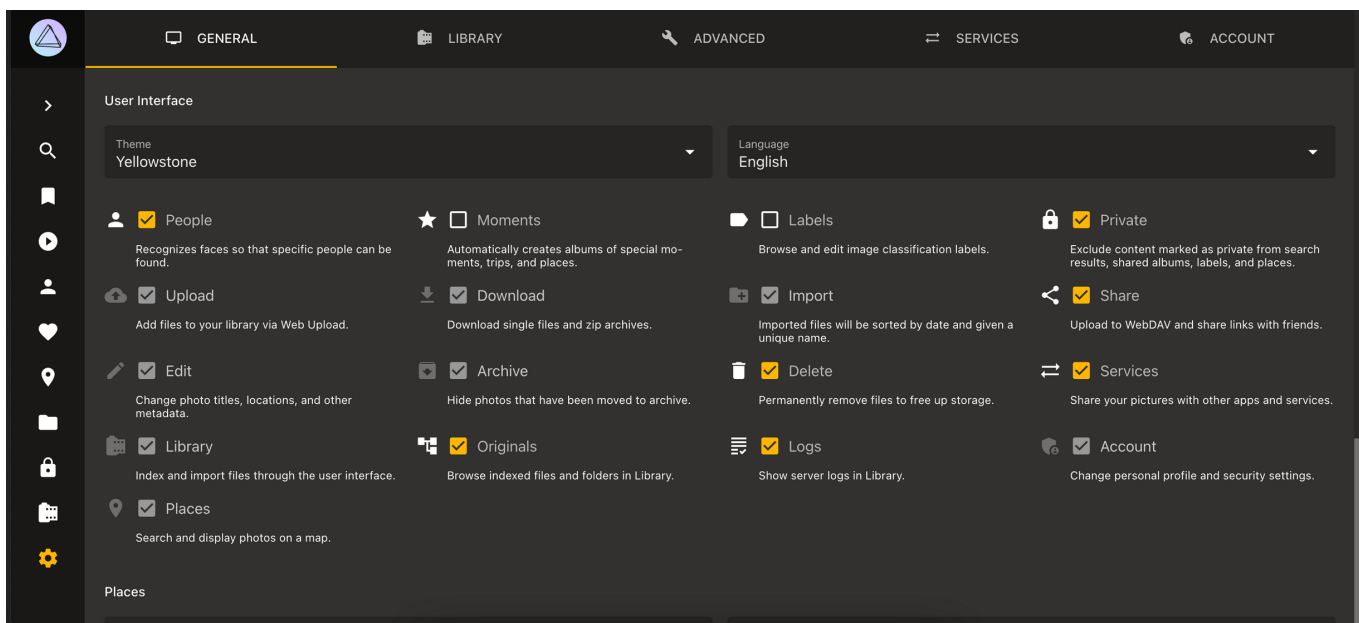 GENERAL
LIBRARY
ADVANCED
SERVICES
ACCOUNT
User Interface
Theme
Yellowstone
Language
English
People
Recognizes faces so that specific people can be
found.
Moments
Automatically creates albums of special mo-
ments, trips, and places.
Labels
Browse and edit image classification labels.
Private
Exclude content marked as private from search
results, shared albums, labels, and places.
Upload
Add files to your library via Web Upload.
Download
Download single files and zip archives.
Import
Imported files will be sorted by date and given a
unique name.
Share
Upload to WebDAV and share links with friends.
Edit
Change photo titles, locations, and other
metadata.
Archive
Hide photos that have been moved to archive.
Delete
Permanently remove files to free up storage.
Services
Share your pictures with other apps and services.
Library
Index and import files through the user interface.
Originals
Browse indexed files and folders in Library.
Logs
Show server logs in Library.
Account
Change personal profile and security settings.
Places
Search and display photos on a map.
Places